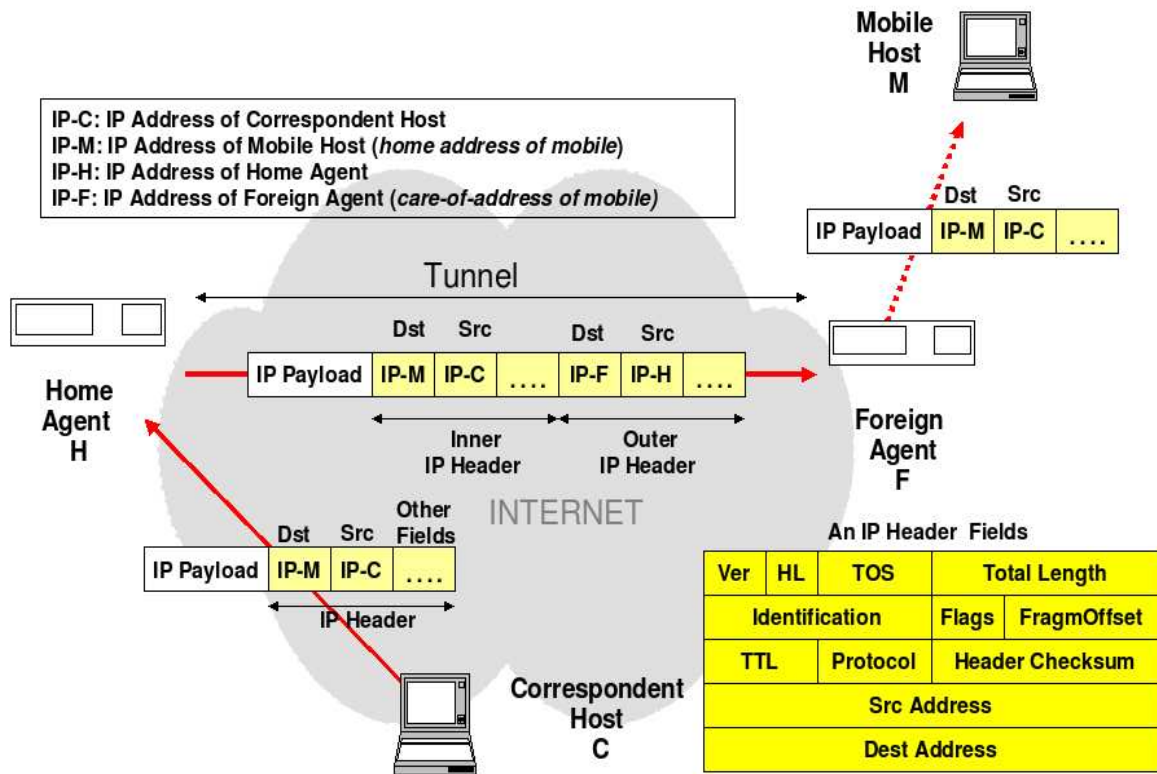 Mobile
Host
M
IP-C: IP Address of Correspondent Host
IP-M: IP Address of Mobile Host (home address of mobile)
IP-H: IP Address of Home Agent
IP-F: IP Address of Foreign Agent (care-of-address of mobile)
Dst Src
IP Payload IP-M IP-C ....
Tunnel
Dst Src Dst Src
IP Payload IP-M IP-C .... IP-F IP-H ....
Inner
IP Header
Outer
IP Header
Home
Agent
H
Foreign
Agent
F
INTERNET
Other
Fields
Dst Src
IP Payload IP-M IP-C ....
IP Header
Correspondent
Host
C
An IP Header Fields
Ver HL TOS Total Length
Identification Flags FragmOffset
TTL Protocol Header Checksum
Src Address
Dest Address